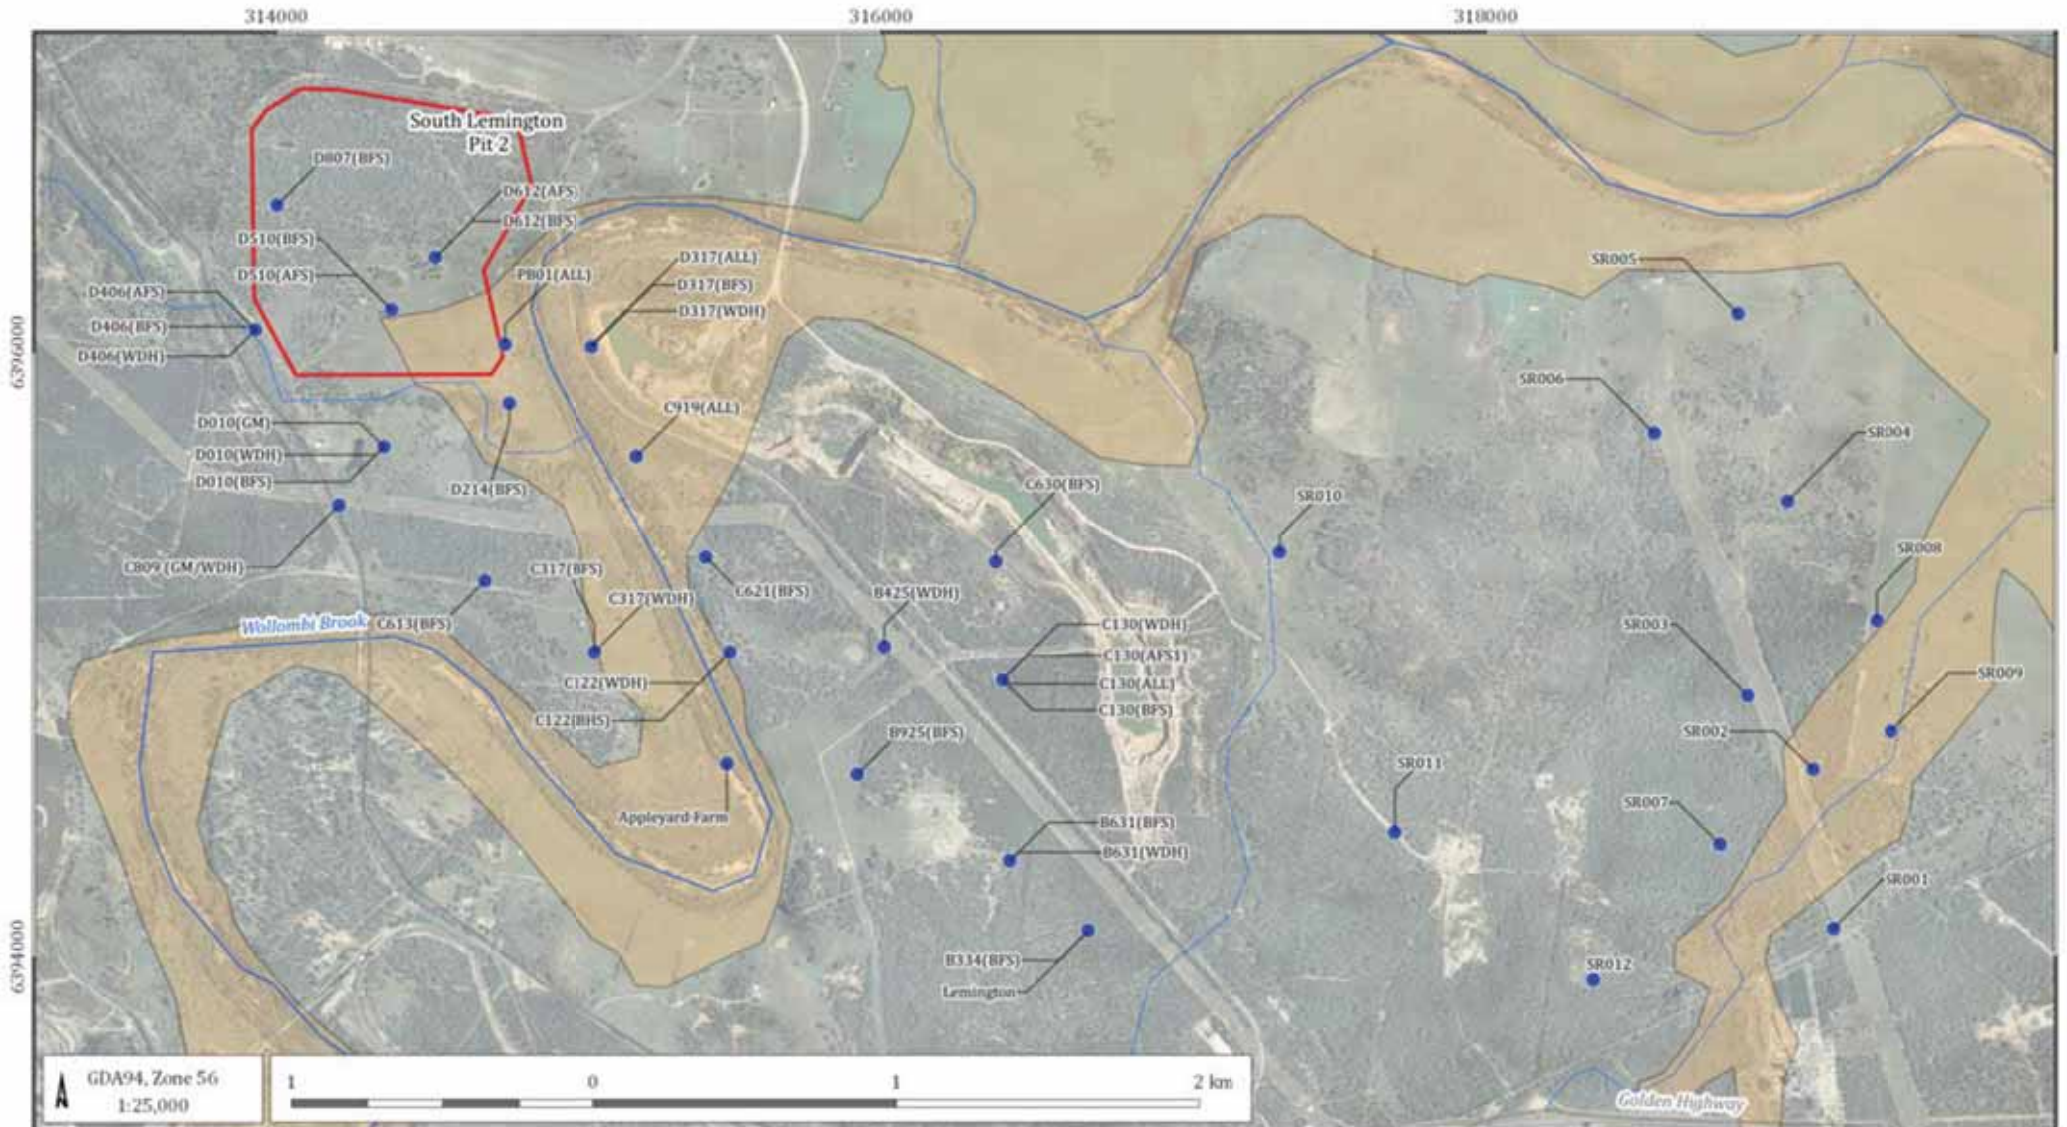 314000
316000
318000
South Lemington
Pit 2
D807(BFS)
D612(AFS)
D612(BFS)
D510(BFS)
D510(AFS)
PB01(ALL)
D317(ALL)
D317(BFS)
D317(WDH)
D406(AFS)
D406(BFS)
D406(WDH)
6396000
SR005
SR006
SR004
C919(ALL)
D010(GM)
D010(WDH)
D010(BFS)
D214(BFS)
C630(BFS)
SR010
C809 (GM/WDH)
C317(BFS)
C317(WDH)
C621(BFS)
B425(WDH)
SR008
Wollombi Brook
C613(BFS)
C130(WDH)
C130(AFS1)
C130(ALL)
C130(BFS)
SR003
SR009
C122(WDH)
C122(BHS)
B925(BFS)
SR002
SR011
SR007
Appleyard Farm
B631(BFS)
B631(WDH)
SR001
6394000
B334(BFS)
Lemington
SR012
GDA94, Zone 56
1:25,000
1 0 1 2 km
Golden Highway